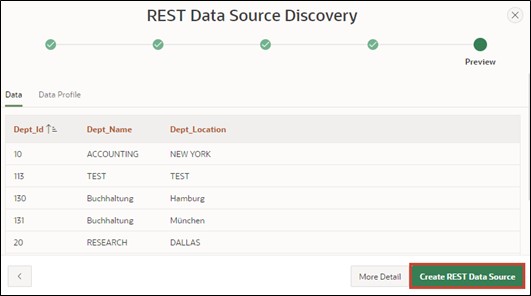 REST Data Source Discovery
Preview
Data Data Profile
Dept_Id Dept_Name Dept_Location
10 ACCOUNTING NEW YORK
113 TEST TEST
130 Buchhaltung Hamburg
131 Buchhaltung München
20 RESEARCH DALLAS
More Detail Create REST Data Source